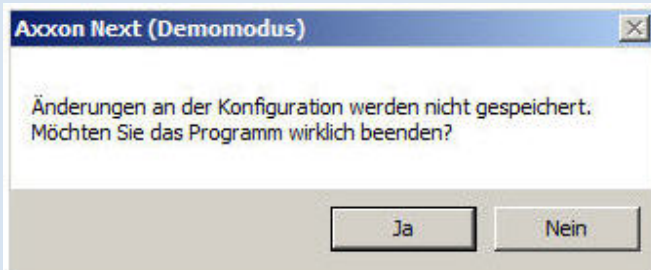 Axxon Next (Demomodus)
Änderungen an der Konfiguration werden nicht gespeichert.
Möchten Sie das Programm wirklich beenden?
Ja
Nein